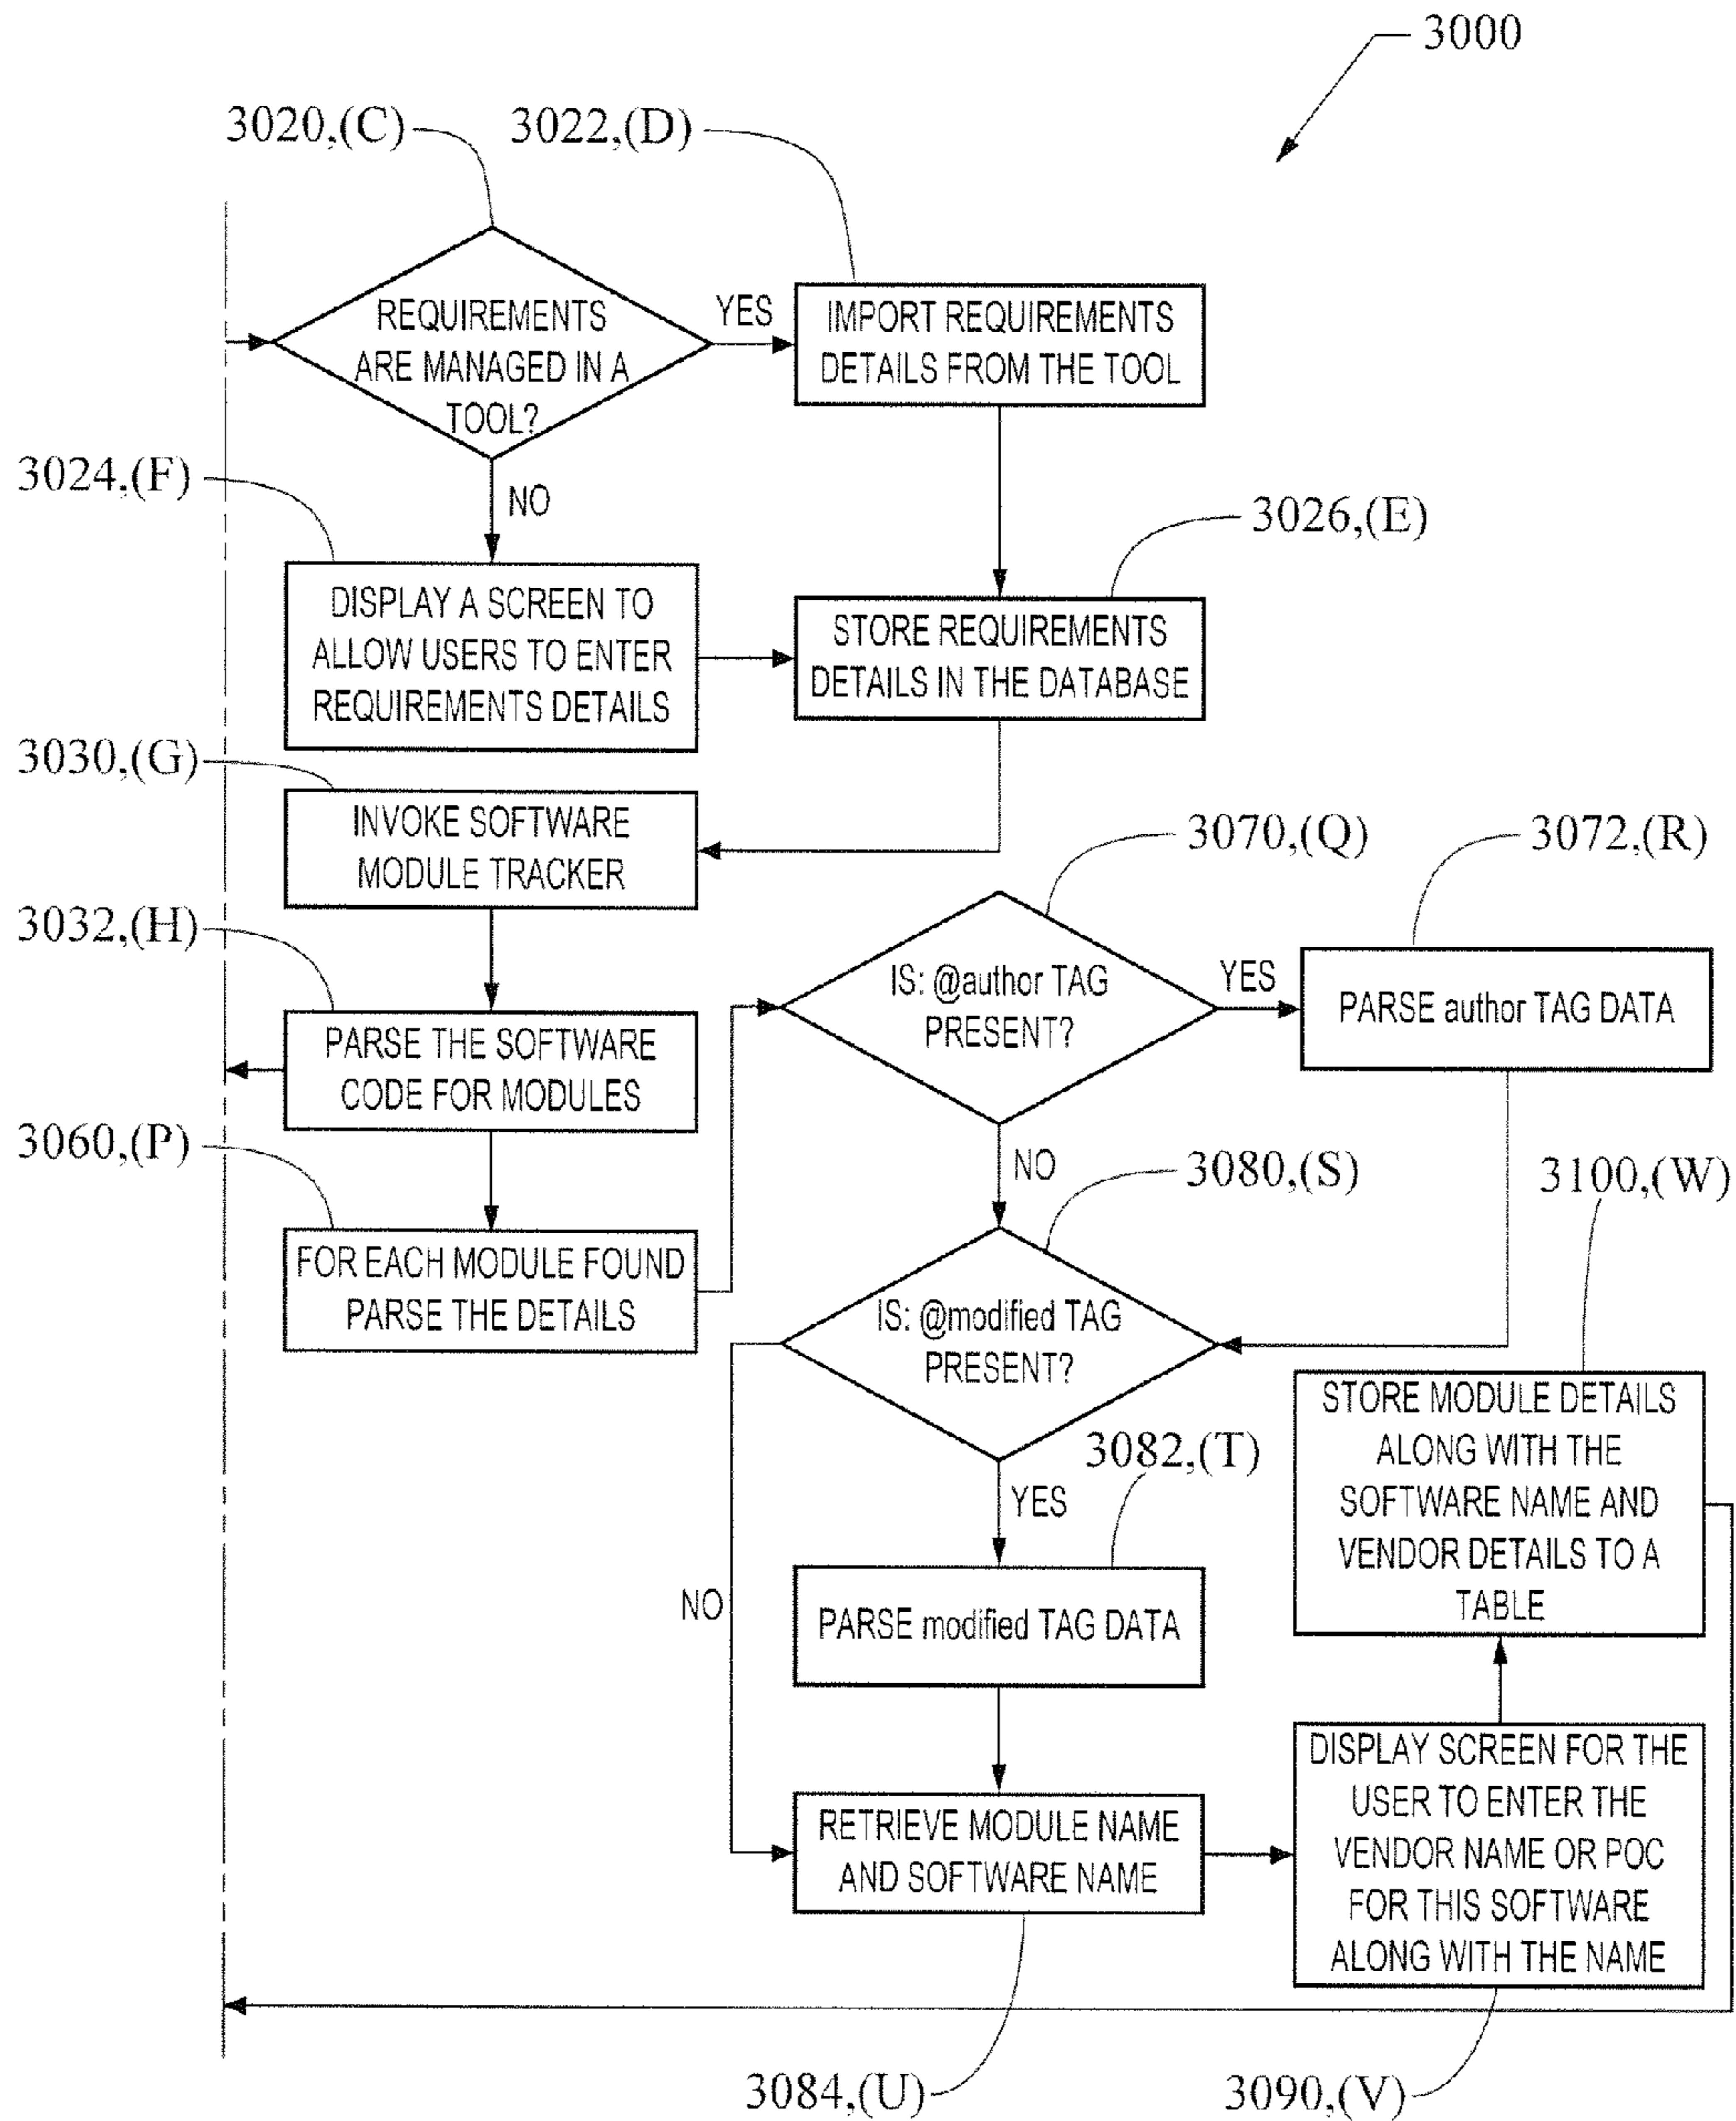 3000
3020,(C)
3022,(D)
REQUIREMENTS
ARE MANAGED IN A
TOOL?
YES
IMPORT REQUIREMENTS
DETAILS FROM THE TOOL
3024,(F)
NO
3026,(E)
DISPLAY A SCREEN TO
ALLOW USERS TO ENTER
REQUIREMENTS DETAILS
STORE REQUIREMENTS
DETAILS IN THE DATABASE
3030,(G)
INVOKE SOFTWARE
MODULE TRACKER
3070,(Q)
3072,(R)
3032,(H)
IS: @author TAG
PRESENT?
YES
PARSE author TAG DATA
PARSE THE SOFTWARE
CODE FOR MODULES
3060,(P)
NO
3080,(S)
3100,(W)
FOR EACH MODULE FOUND
PARSE THE DETAILS
IS: @modified TAG
PRESENT?
STORE MODULE DETAILS
ALONG WITH THE
SOFTWARE NAME AND
VENDOR DETAILS TO A
TABLE
3082,(T)
YES
NO
PARSE modified TAG DATA
DISPLAY SCREEN FOR THE
USER TO ENTER THE
VENDOR NAME OR POC
FOR THIS SOFTWARE
ALONG WITH THE NAME
RETRIEVE MODULE NAME
AND SOFTWARE NAME
3084,(U)
3090,(V)